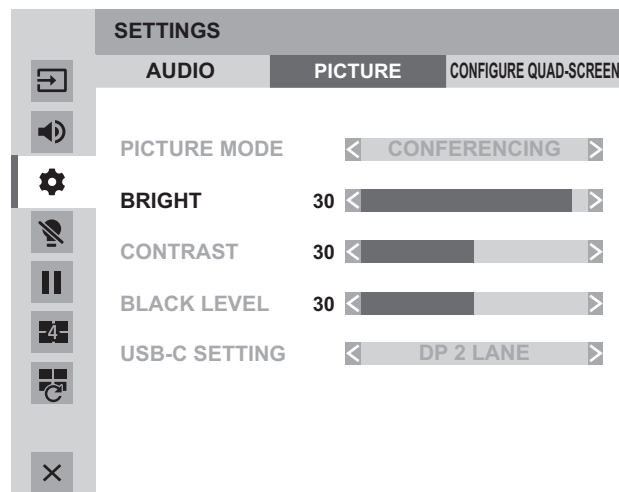 SETTINGS
AUDIO PICTURE CONFIGURE QUAD-SCREEN
PICTURE MODE CONFERENCING
BRIGHT 30
CONTRAST 30
BLACK LEVEL 30
4
USB-C SETTING DP 2 LANE